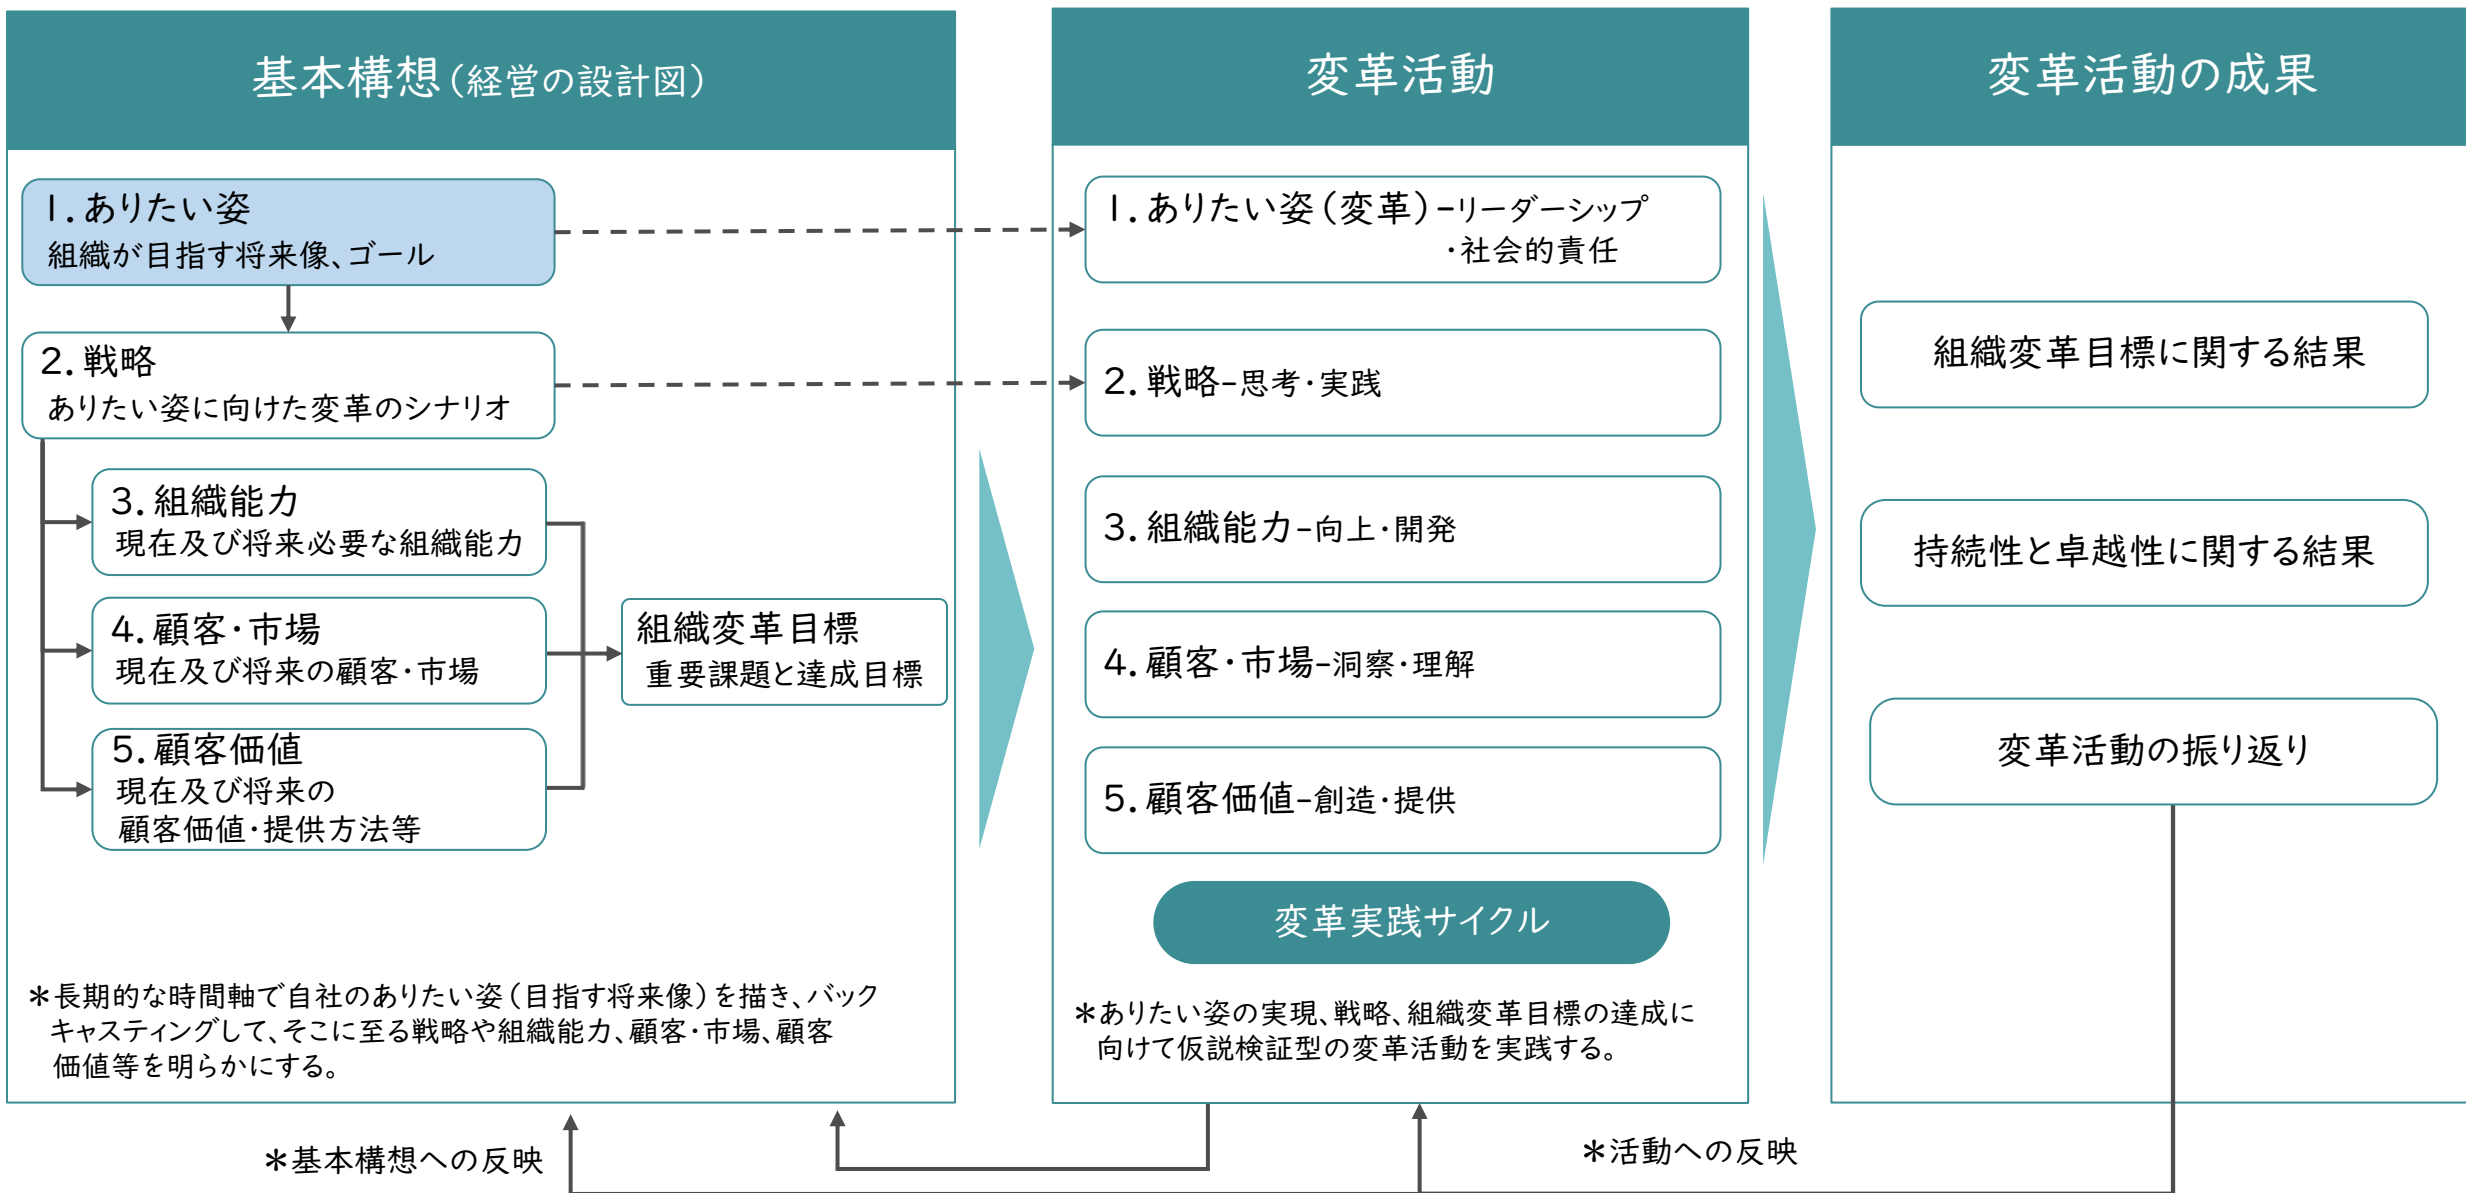 基本構想(経営の設計図)
1.ありたい姿
組織が目指す将来像、ゴール
2.戦略
ありたい姿に向けた変革のシナリオ
3.組織能力
現在及び将来必要な組織能力
4.顧客・市場
現在及び将来の顧客・市場
5.顧客価値
現在及び将来の
顧客価値・提供方法等
組織変革目標
重要課題と達成目標
*長期的な時間軸で自社のありたい姿(目指す将来像)を描き、バック
キャスティングして、そこに至る戦略や組織能力、顧客・市場、顧客
価値等を明らかにする。
変革活動
1.ありたい姿(変革)–リーダーシップ
・社会的責任
2.戦略–思考・実践
3.組織能力–向上・開発
4.顧客・市場–洞察・理解
5.顧客価値–創造・提供
変革実践サイクル
*ありたい姿の実現、戦略、組織変革目標の達成に
向けて仮説検証型の変革活動を実践する。
変革活動の成果
組織変革目標に関する結果
持続性と卓越性に関する結果
変革活動の振り返り
*基本構想への反映
*活動への反映